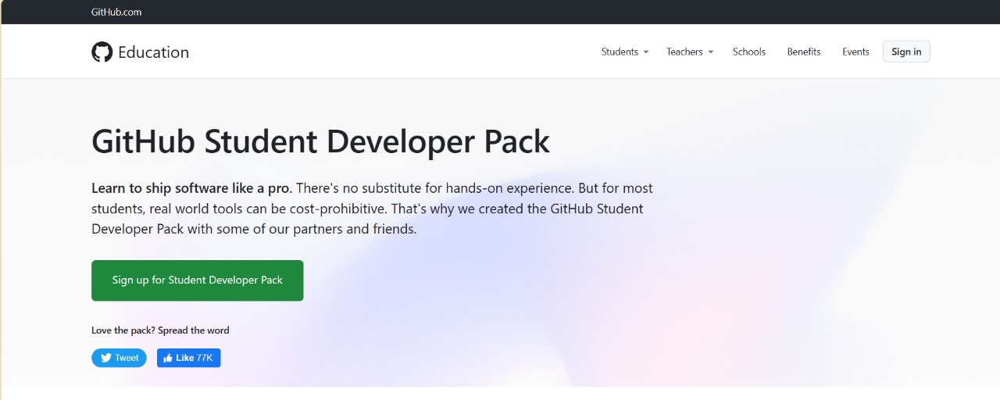 GitHub.com
Education
Students
Teachers
Schools
Benefits
Events
Sign in
GitHub Student Developer Pack
Learn to ship software like a pro. There's no substitute for hands-on experience. But for most
students, real world tools can be cost-prohibitive. That's why we created the GitHub Student
Developer Pack with some of our partners and friends.
Sign up for Student Developer Pack
Love the pack? Spread the word
Tweet
Like 77K